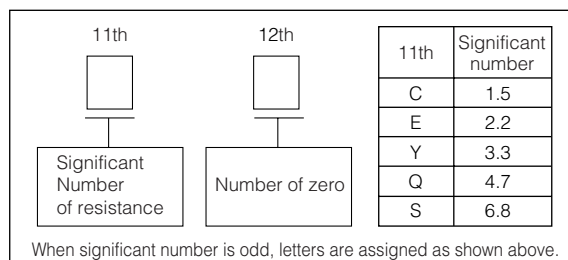 11th
12th
Significant
Number
of resistance
Number of zero
11th Significant number
C 1.5
E 2.2
Y 3.3
Q 4.7
S 6.8
When significant number is odd, letters are assigned as shown above.